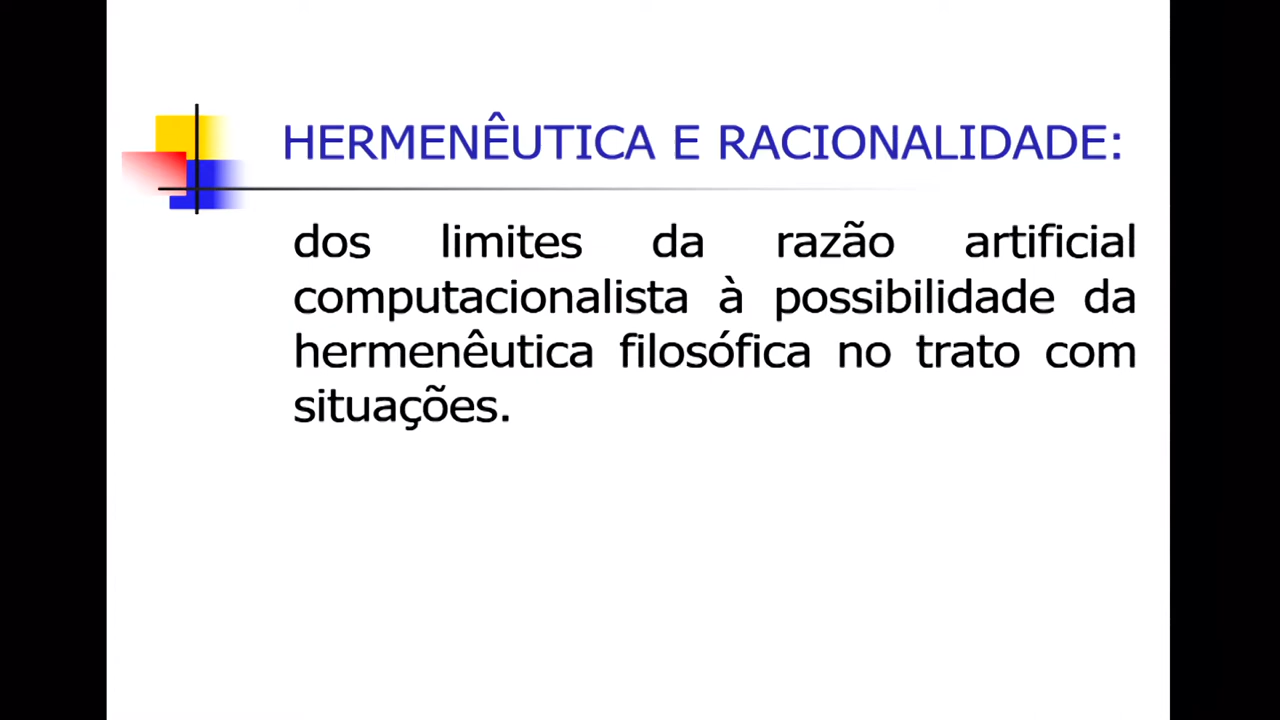 HERMENÊUTICA E RACIONALIDADE:
dos limites da razão artificial
computacionalista à possibilidade da
hermenêutica filosófica no trato com
situações.